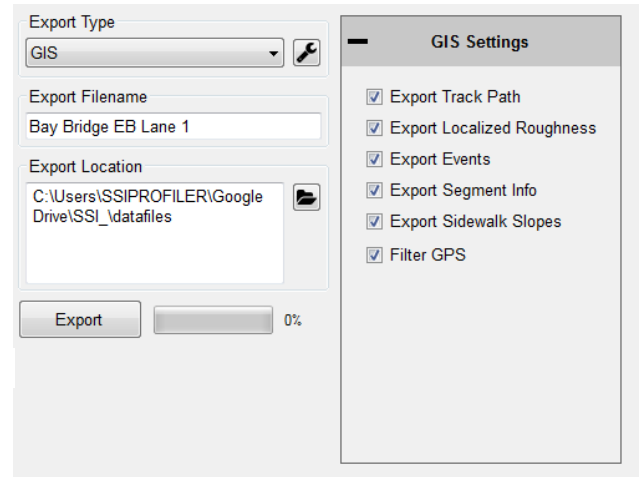 Export Type
GIS
Export Filename
Bay Bridge EB Lane 1
Export Location
C:\Users\SSIPROFILER\Google
Drive\SSI_\datafiles
Export
0%
GIS Settings
Export Track Path
Export Localized Roughness
Export Events
Export Segment Info
Export Sidewalk Slopes
Filter GPS